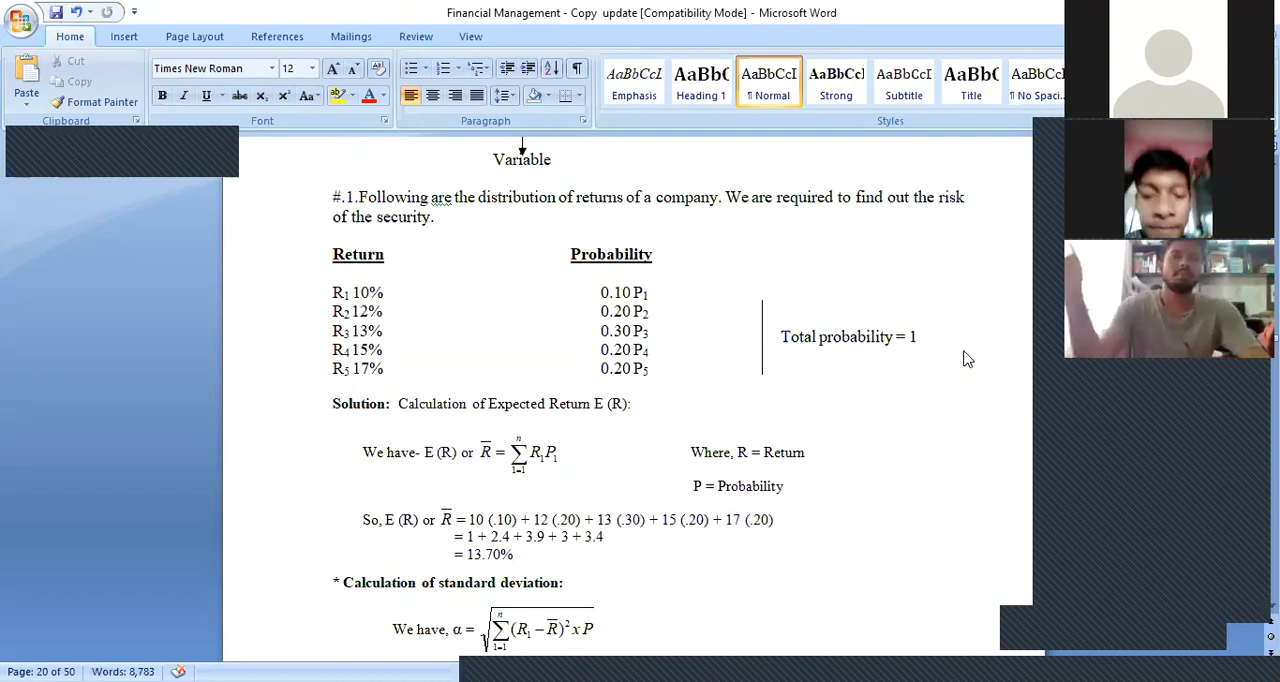 Financial Management - Copy update [Compatibility Mode] - Microsoft Word
Home Insert Page Layout References Mailings Review View
Paste
Cut
Copy
Format Painter
Clipboard
Times New Roman 12
Font
Paragraph
AaBbCcI AaBbC AaBbCcI AaBbCcI AaBbCcI AaBbC AaBbCcI
Emphasis Heading 1 ¶ Normal Strong Subtitle Title ¶ No Spaci...
Styles
Variable
#.1.Following are the distribution of returns of a company. We are required to find out the risk
of the security.
Return Probability
R₁ 10% 0.10 P₁
R₂ 12% 0.20 P₂
R₃ 13% 0.30 P₃
Total probability = 1
R₄ 15% 0.20 P₄
R₅ 17% 0.20 P₅
Solution: Calculation of Expected Return E (R):
We have- E (R) or R̅ = ∑ⁿ₁₌₁ R₁P₁ Where, R = Return
P = Probability
So, E (R) or R̅ = 10 (.10) + 12 (.20) + 13 (.30) + 15 (.20) + 17 (.20)
= 1 + 2.4 + 3.9 + 3 + 3.4
= 13.70%
* Calculation of standard deviation:
We have, α = √∑ⁿ₁₌₁ (R₁ − R̅)² x P
Page: 20 of 50 Words: 8,783